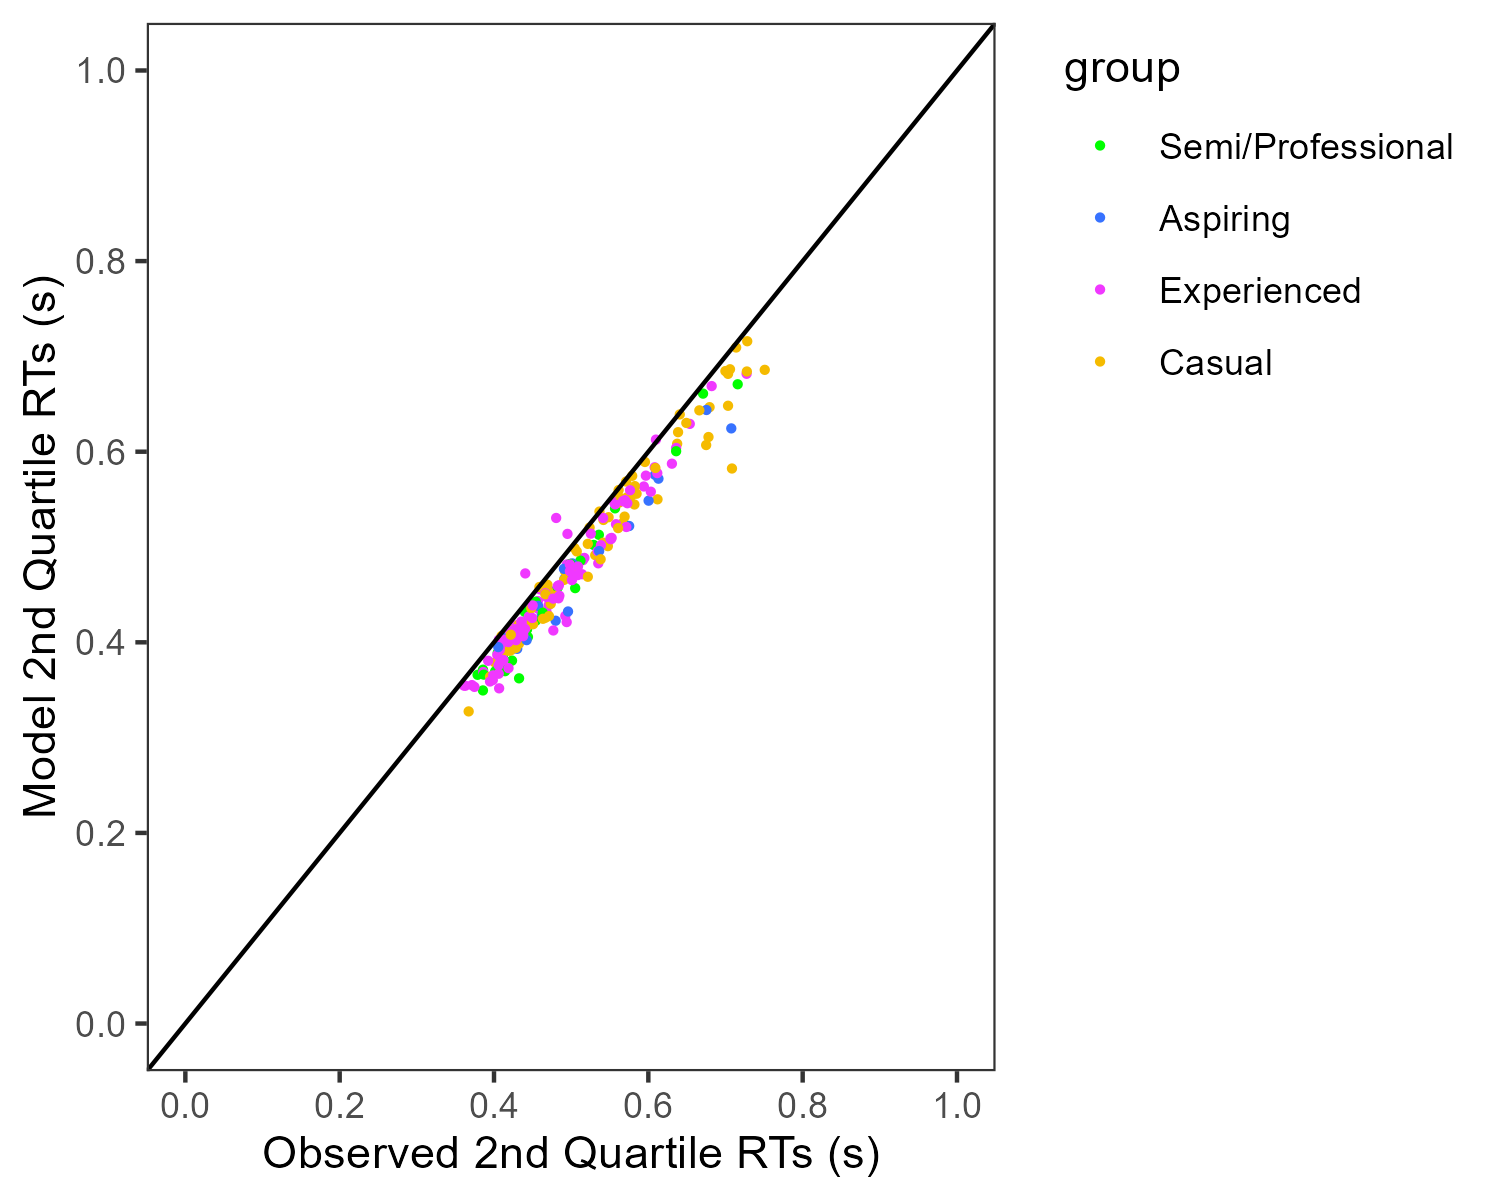 1.0
0.8
0.6
0.4
0.2
0.0
Model 2nd Quartile RTs (s)
0.0 0.2 0.4 0.6 0.8 1.0
Observed 2nd Quartile RTs (s)
group
Semi/Professional
Aspiring
Experienced
Casual